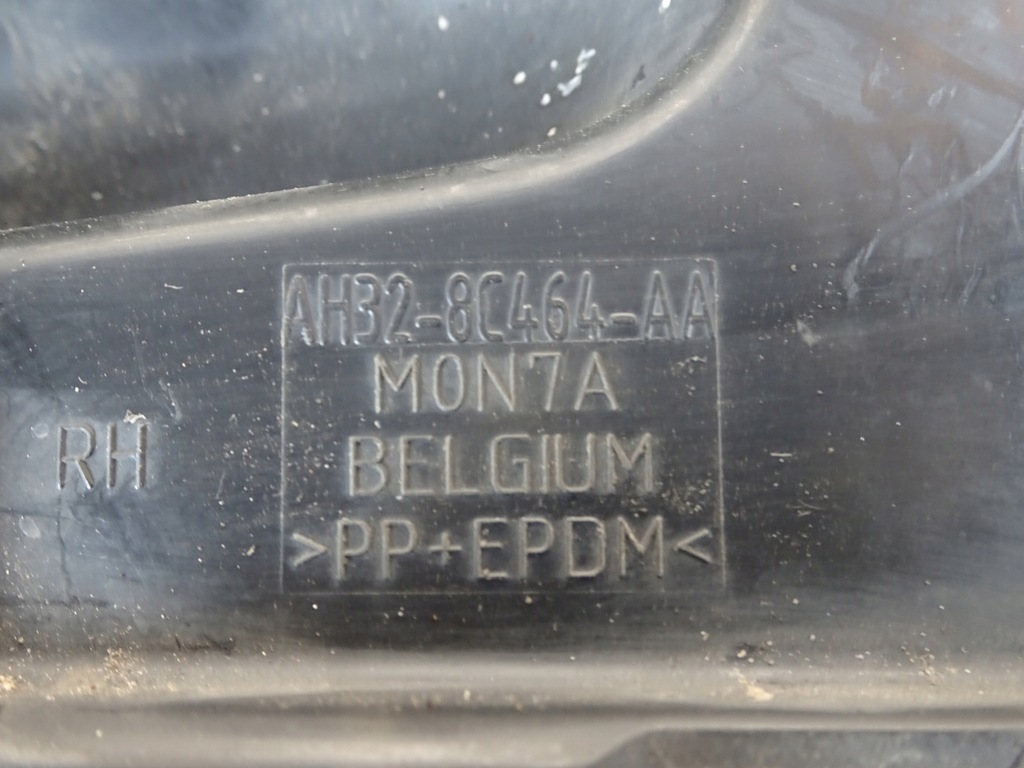 AH32-8C464-AA
M0N7A
BELGIUM
RH
>PP+EPDM<